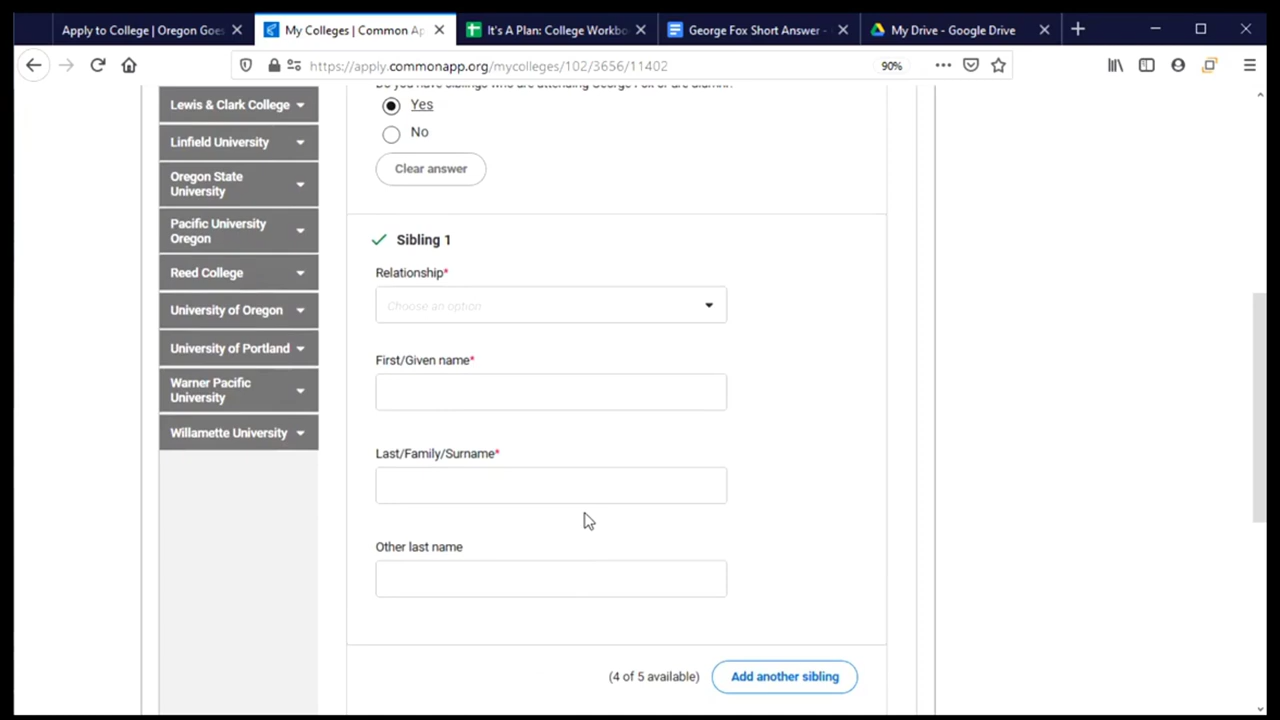 Apply to College | Oregon Goes
My Colleges | Common Ap
It's A Plan: College Workbo
George Fox Short Answer -
My Drive - Google Drive
https://apply.commonapp.org/mycolleges/102/3656/11402
90%
Do you have siblings who are attending George Fox or are alumni?
Lewis & Clark College
Yes
Linfield University
No
Clear answer
Oregon State
University
Pacific University
Oregon
Sibling 1
Reed College
Relationship*
Choose an option
University of Oregon
University of Portland
First/Given name*
Warner Pacific
University
Willamette University
Last/Family/Surname*
Other last name
(4 of 5 available)
Add another sibling